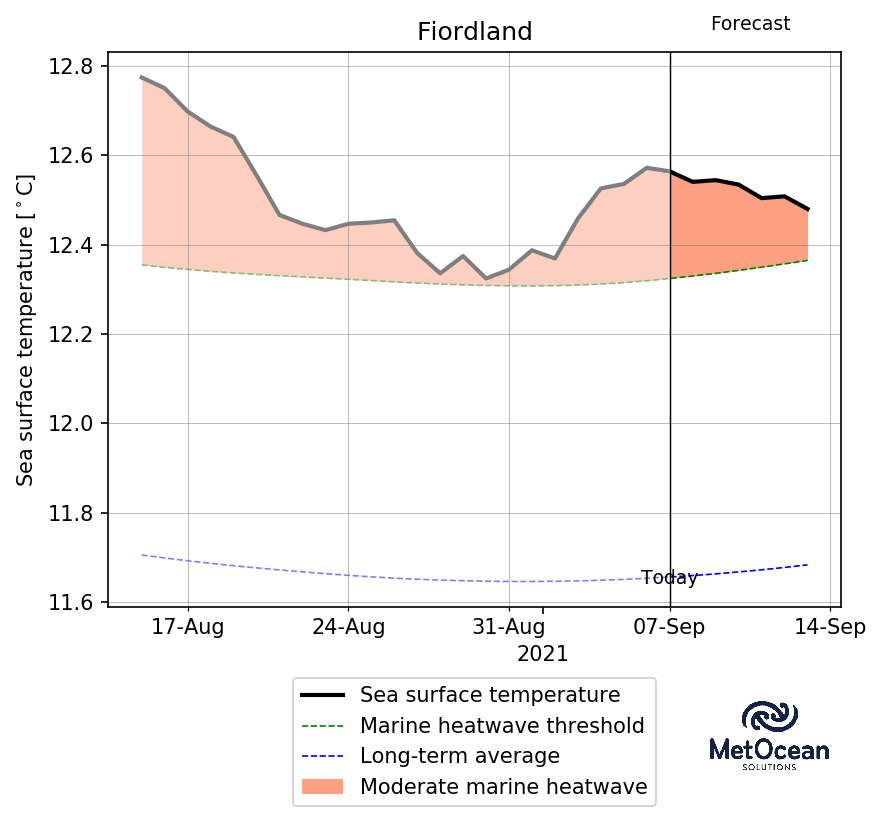 Forecast
Fiordland
Sea surface temperature [°C]
12.8
12.6
12.4
12.2
12.0
11.8
11.6
Today
17-Aug
24-Aug
31-Aug
07-Sep
14-Sep
2021
Sea surface temperature
Marine heatwave threshold
Long-term average
Moderate marine heatwave
MetOcean
SOLUTIONS